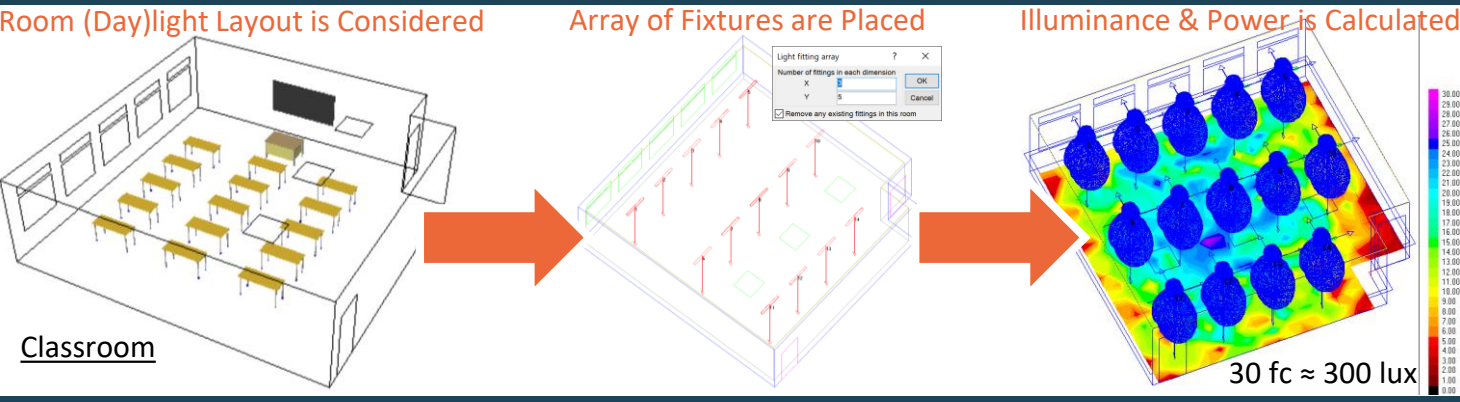 Room (Day)light Layout is Considered
Array of Fixtures are Placed
Illuminance & Power is Calculated
Light fitting array ? ✕
Number of fittings in each dimension
X 3
OK
Y 5
Cancel
Remove any existing fittings in this room
Classroom
30 fc ≈ 300 lux
30.00
29.00
28.00
27.00
26.00
25.00
24.00
23.00
22.00
21.00
20.00
19.00
18.00
17.00
16.00
15.00
14.00
13.00
12.00
11.00
10.00
9.00
8.00
7.00
6.00
5.00
4.00
3.00
2.00
1.00
0.00